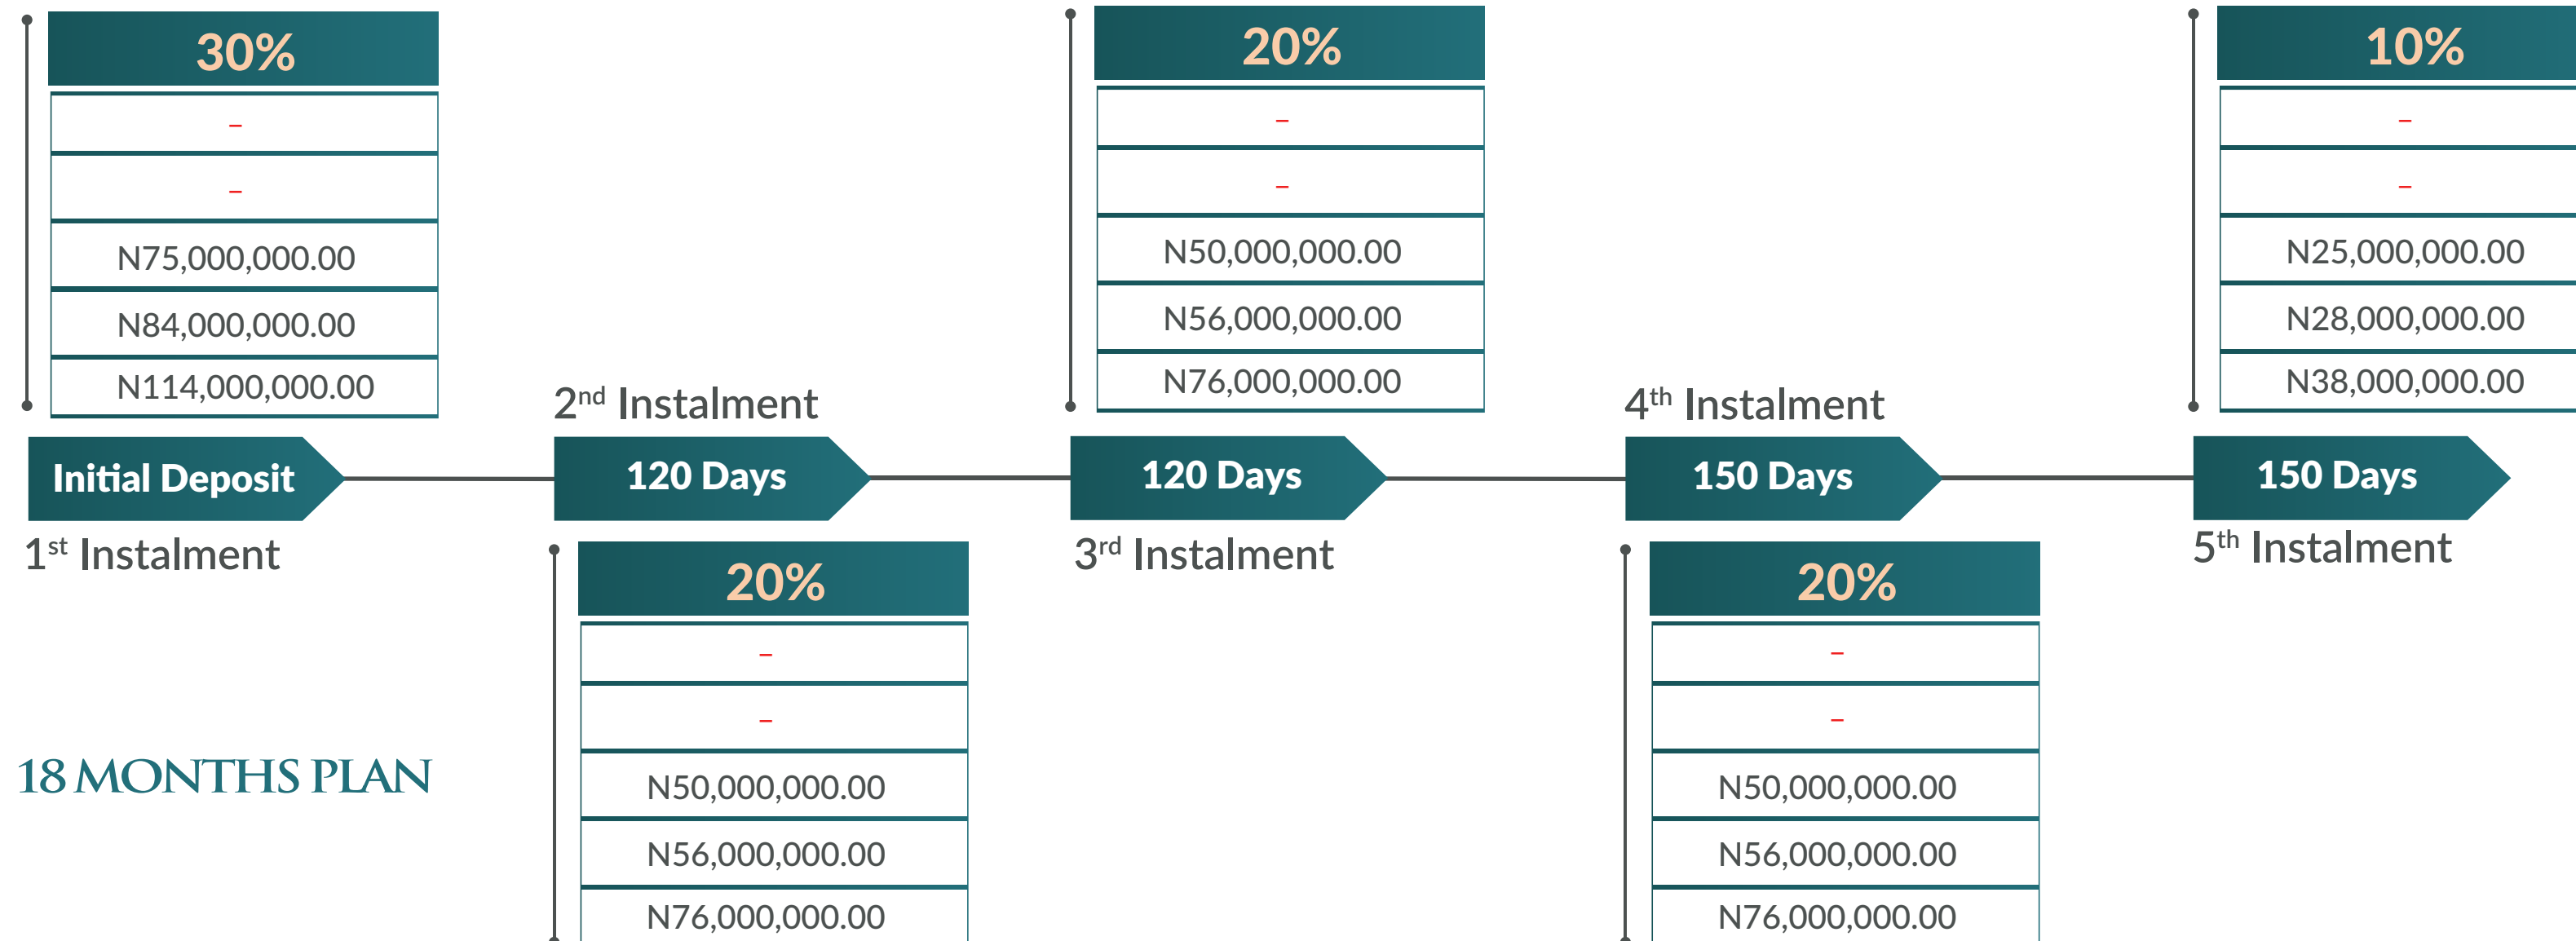 30%
–
–
N75,000,000.00
N84,000,000.00
N114,000,000.00
Initial Deposit
1st Instalment
2nd Instalment
120 Days
20%
–
–
N50,000,000.00
N56,000,000.00
N76,000,000.00
20%
–
–
N50,000,000.00
N56,000,000.00
N76,000,000.00
120 Days
3rd Instalment
4th Instalment
150 Days
20%
–
–
N50,000,000.00
N56,000,000.00
N76,000,000.00
10%
–
–
N25,000,000.00
N28,000,000.00
N38,000,000.00
150 Days
5th Instalment
18 MONTHS PLAN